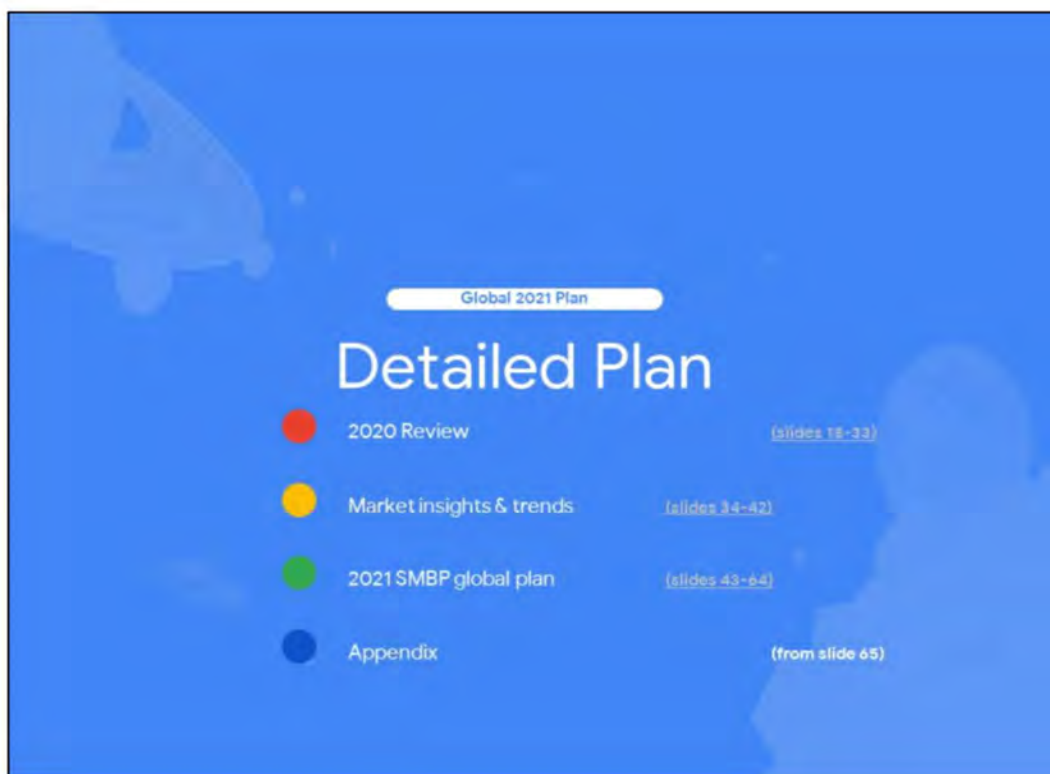 Global 2021 Plan
Detailed Plan
2020 Review (slides 18-33)
Market insights & trends (slides 34-42)
2021 SMBP global plan (slides 43-64)
Appendix (from slide 65)